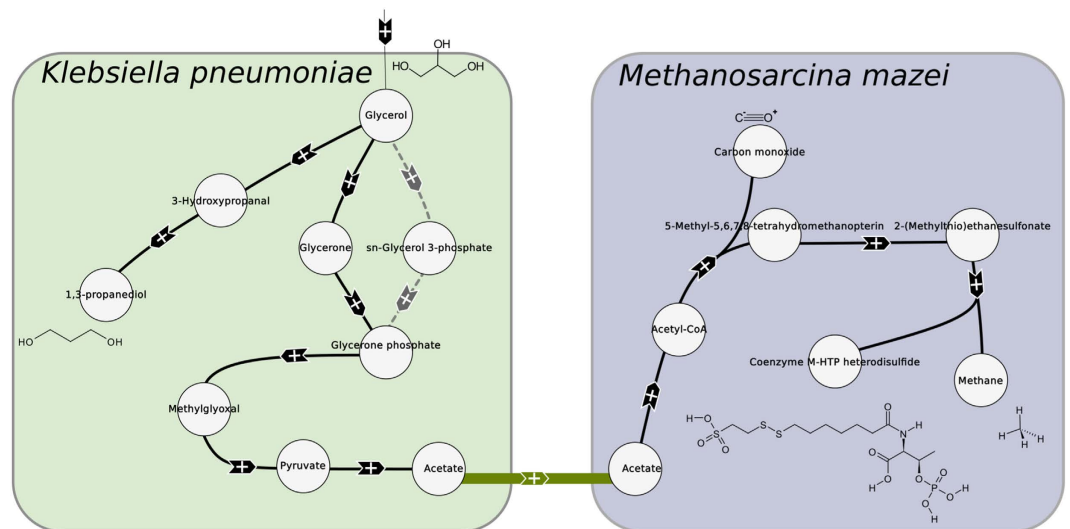 Klebsiella pneumoniae
Methanosarcina mazei
OH
HO
OH
Glycerol
3-Hydroxypropanal
Glycerone
sn-Glycerol 3-phosphate
1,3-propanediol
HO
OH
Glycerone phosphate
Methylglyoxal
Pyruvate
Acetate
Acetate
Acetyl-CoA
C⁻≡O⁺
Carbon monoxide
5-Methyl-5,6,7,8-tetrahydromethanopterin
2-(Methylthio)ethanesulfonate
Coenzyme M-HTP heterodisulfide
Methane
H
O
S
O
O
S
S
O
N
H
O
O
H
O
P
O
O
H
O
H
H
H
H
H